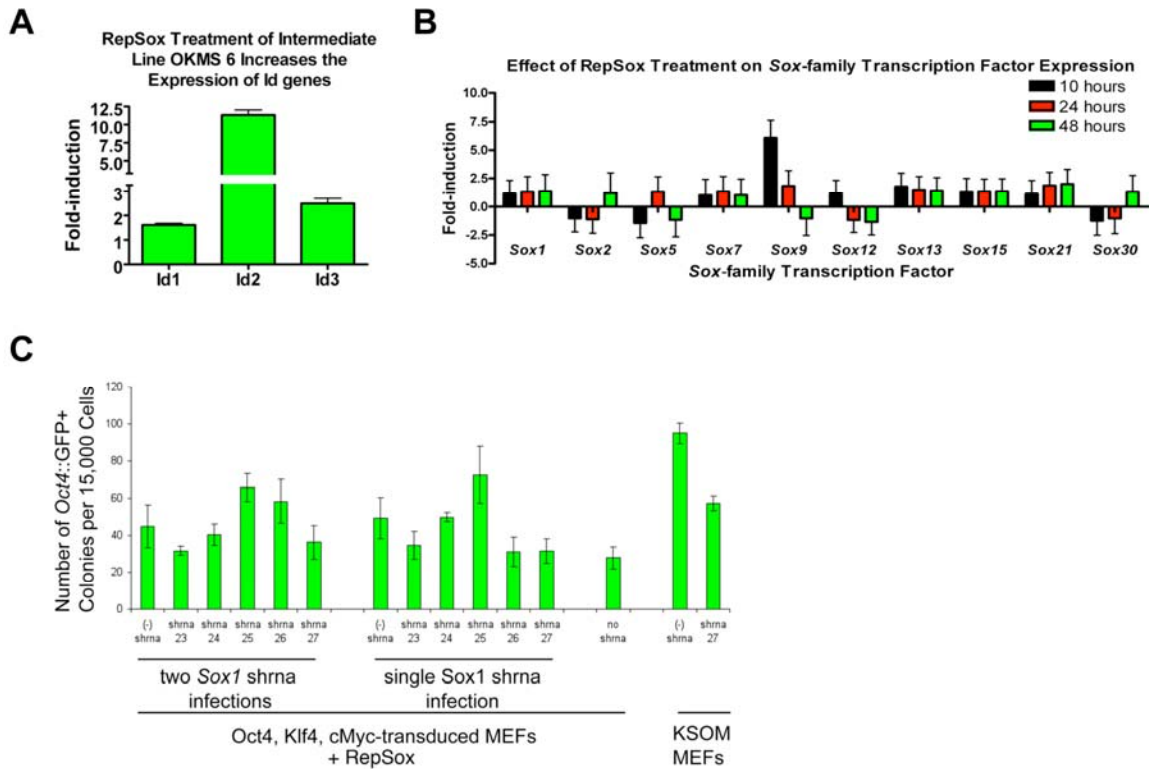 A
RepSox Treatment of Intermediate
Line OKMS 6 Increases the
Expression of Id genes
Fold-induction
12.5
10.0
7.5
5.0
3
2
1
0
Id1 Id2 Id3
B
Effect of RepSox Treatment on Sox-family Transcription Factor Expression
10 hours
24 hours
48 hours
Fold-induction
10.0
7.5
5.0
2.5
0.0
-2.5
-5.0
Sox1 Sox2 Sox5 Sox7 Sox9 Sox12 Sox13 Sox15 Sox21 Sox30
Sox-family Transcription Factor
C
Number of Oct4::GFP+
Colonies per 15,000 Cells
120
100
80
60
40
20
0
(-) shrna shrna shrna shrna shrna (-) shrna shrna shrna shrna shrna no (-) shrna
shrna 23 24 25 26 27 shrna 23 24 25 26 27 shrna shrna 27
two Sox1 shrna
infections
single Sox1 shrna
infection
Oct4, Klf4, cMyc-transduced MEFs
+ RepSox
KSOM
MEFs